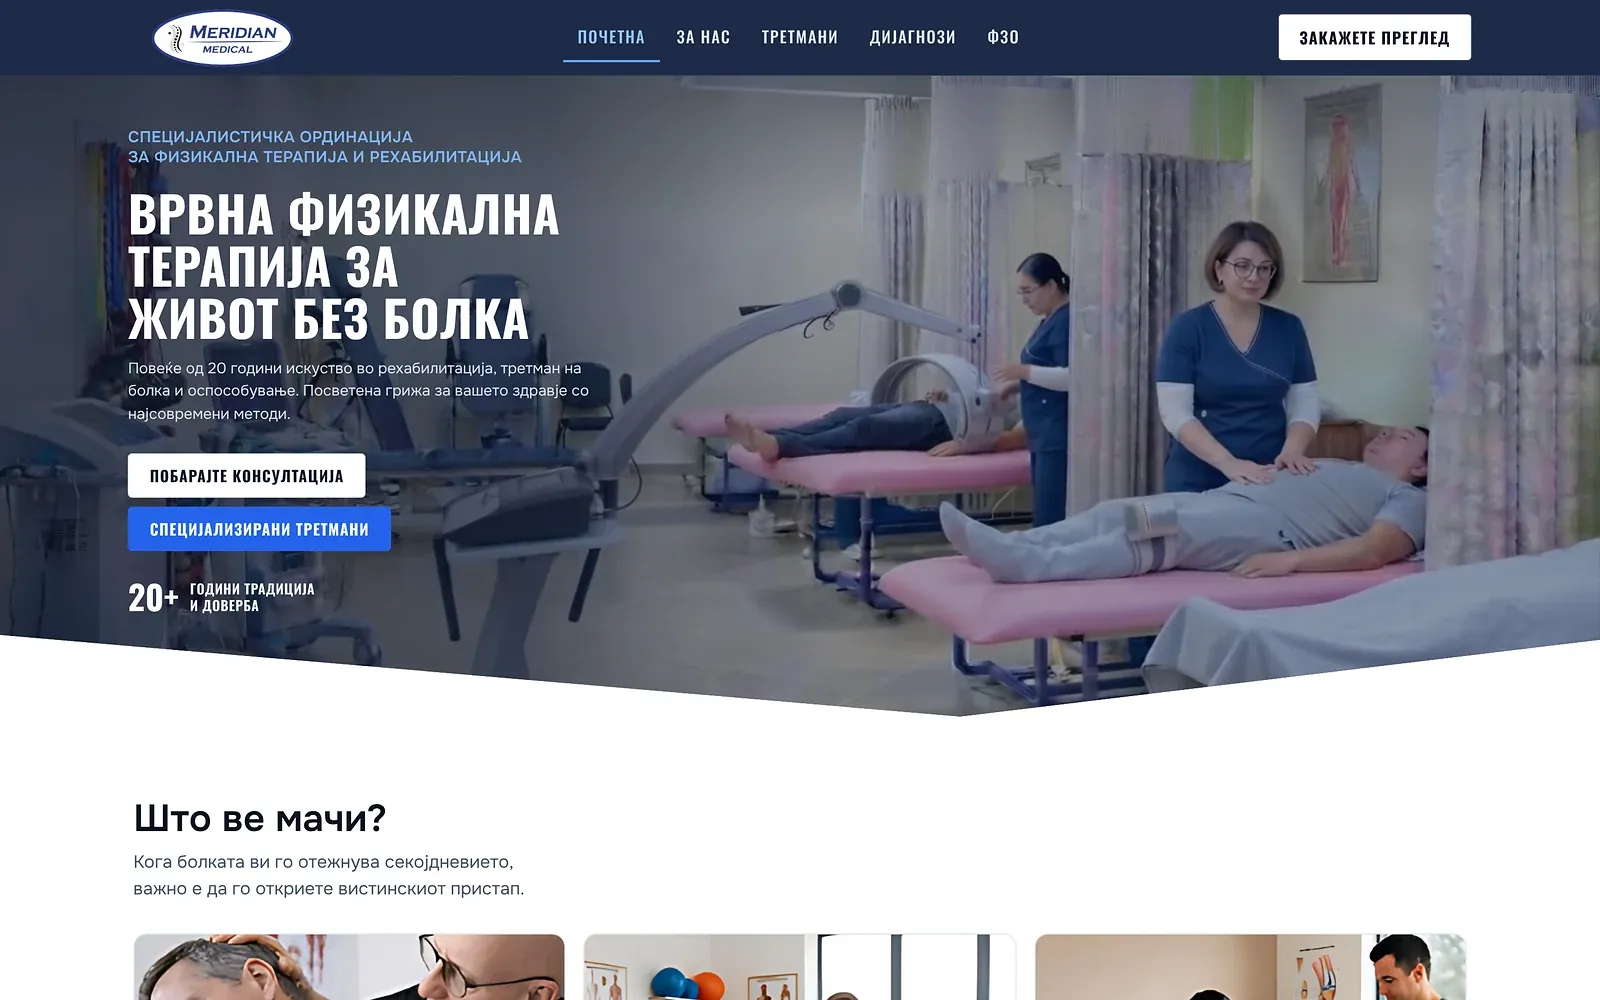 MERIDIAN
MEDICAL
ПОЧЕТНА
ЗА НАС
ТРЕТМАНИ
ДИЈАГНОЗИ
ФЗО
ЗАКАЖЕТЕ ПРЕГЛЕД
СПЕЦИЈАЛИСТИЧКА ОРДИНАЦИЈА
ЗА ФИЗИКАЛНА ТЕРАПИЈА И РЕХАБИЛИТАЦИЈА
ВРВНА ФИЗИКАЛНА
ТЕРАПИЈА ЗА
ЖИВОТ БЕЗ БОЛКА
Повеќе од 20 години искуство во рехабилитација, третман на
болка и оспособување. Посветена грижа за вашето здравје со
најсовремени методи.
ПОБАРАЈТЕ КОНСУЛТАЦИЈА
СПЕЦИЈАЛИЗИРАНИ ТРЕТМАНИ
20+ ГОДИНИ ТРАДИЦИЈА
И ДОВЕРБА
Што ве мачи?
Кога болката ви го отежнува секојдневието,
важно е да го откриете вистинскиот пристап.